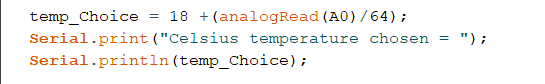 temp_Choice = 18 +(analogRead(A0)/64);
Serial.print("Celsius temperature chosen = ");
Serial.println(temp_Choice);